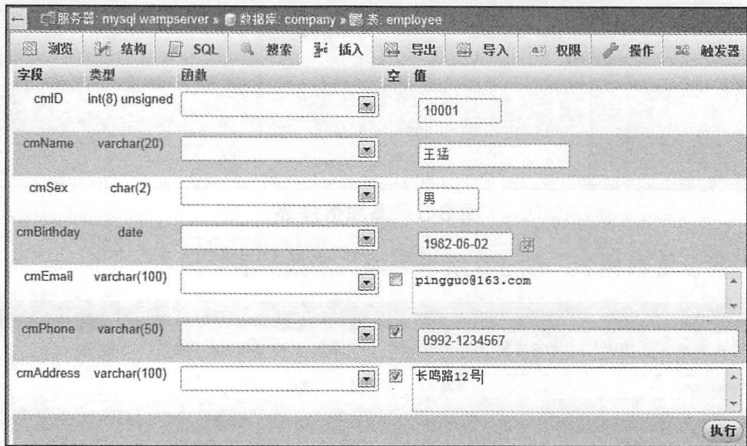 ← 服务器: mysql wampserver » 数据库: company » 表: employee
浏览 结构 SQL 搜索 插入 导出 导入 权限 操作 触发器
字段 类型 函数 空 值
cmID int(8) unsigned 10001
cmName varchar(20) 王猛
cmSex char(2) 男
cmBirthday date 1982-06-02
cmEmail varchar(100) pingguo@163.com
cmPhone varchar(50) 0992-1234567
cmAddress varchar(100) 长鸣路12号
执行